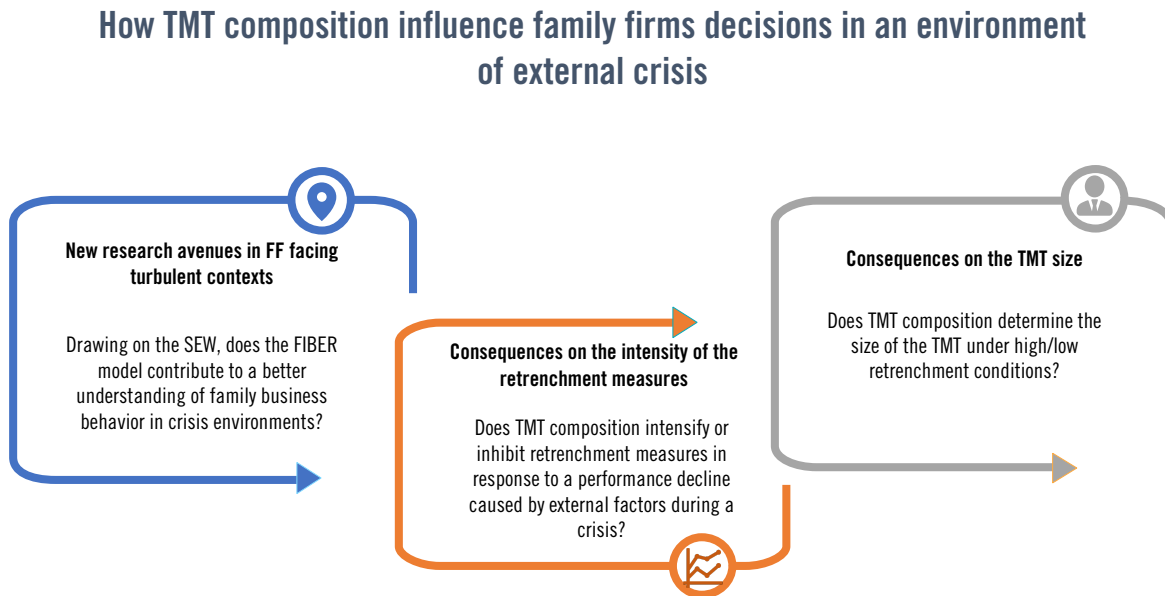 How TMT composition influence family firms decisions in an environment
of external crisis
New research avenues in FF facing
turbulent contexts
Drawing on the SEW, does the FIBER
model contribute to a better
understanding of family business
behavior in crisis environments?
Consequences on the intensity of the
retrenchment measures
Does TMT composition intensify or
inhibit retrenchment measures in
response to a performance decline
caused by external factors during a
crisis?
Consequences on the TMT size
Does TMT composition determine the
size of the TMT under high/low
retrenchment conditions?